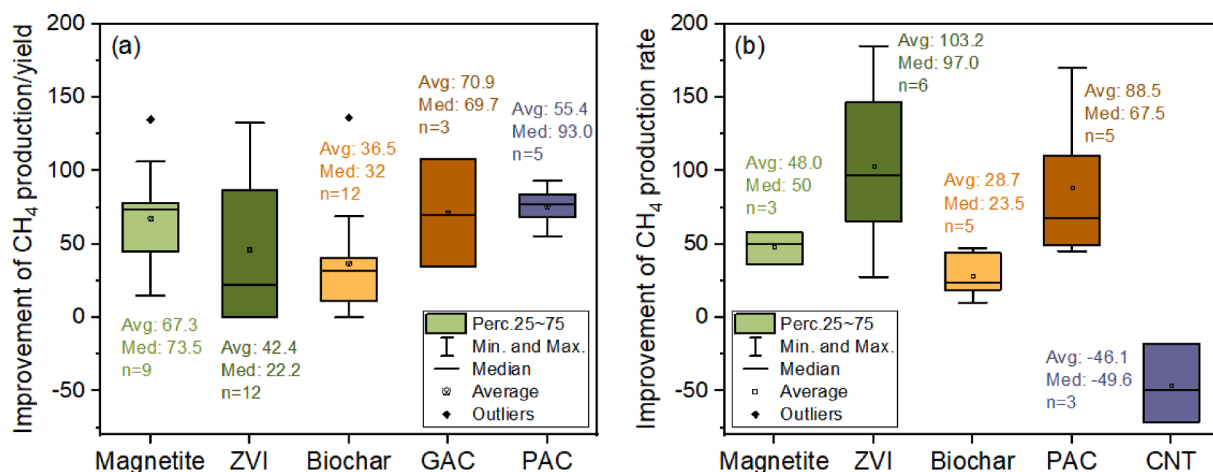 (a)
Improvement of CH4 production/yield
200
150
100
50
0
-50
Avg: 67.3
Med: 73.5
n=9
Avg: 42.4
Med: 22.2
n=12
Avg: 36.5
Med: 32
n=12
Avg: 70.9
Med: 69.7
n=3
Avg: 55.4
Med: 93.0
n=5
Perc.25~75
Min. and Max.
Median
Average
Outliers
Magnetite ZVI Biochar GAC PAC
(b)
Improvement of CH4 production rate
200
150
100
50
0
-50
Avg: 48.0
Med: 50
n=3
Avg: 103.2
Med: 97.0
n=6
Avg: 28.7
Med: 23.5
n=5
Avg: 88.5
Med: 67.5
n=5
Avg: -46.1
Med: -49.6
n=3
Perc.25~75
Min. and Max.
Median
Average
Outliers
Magnetite ZVI Biochar PAC CNT